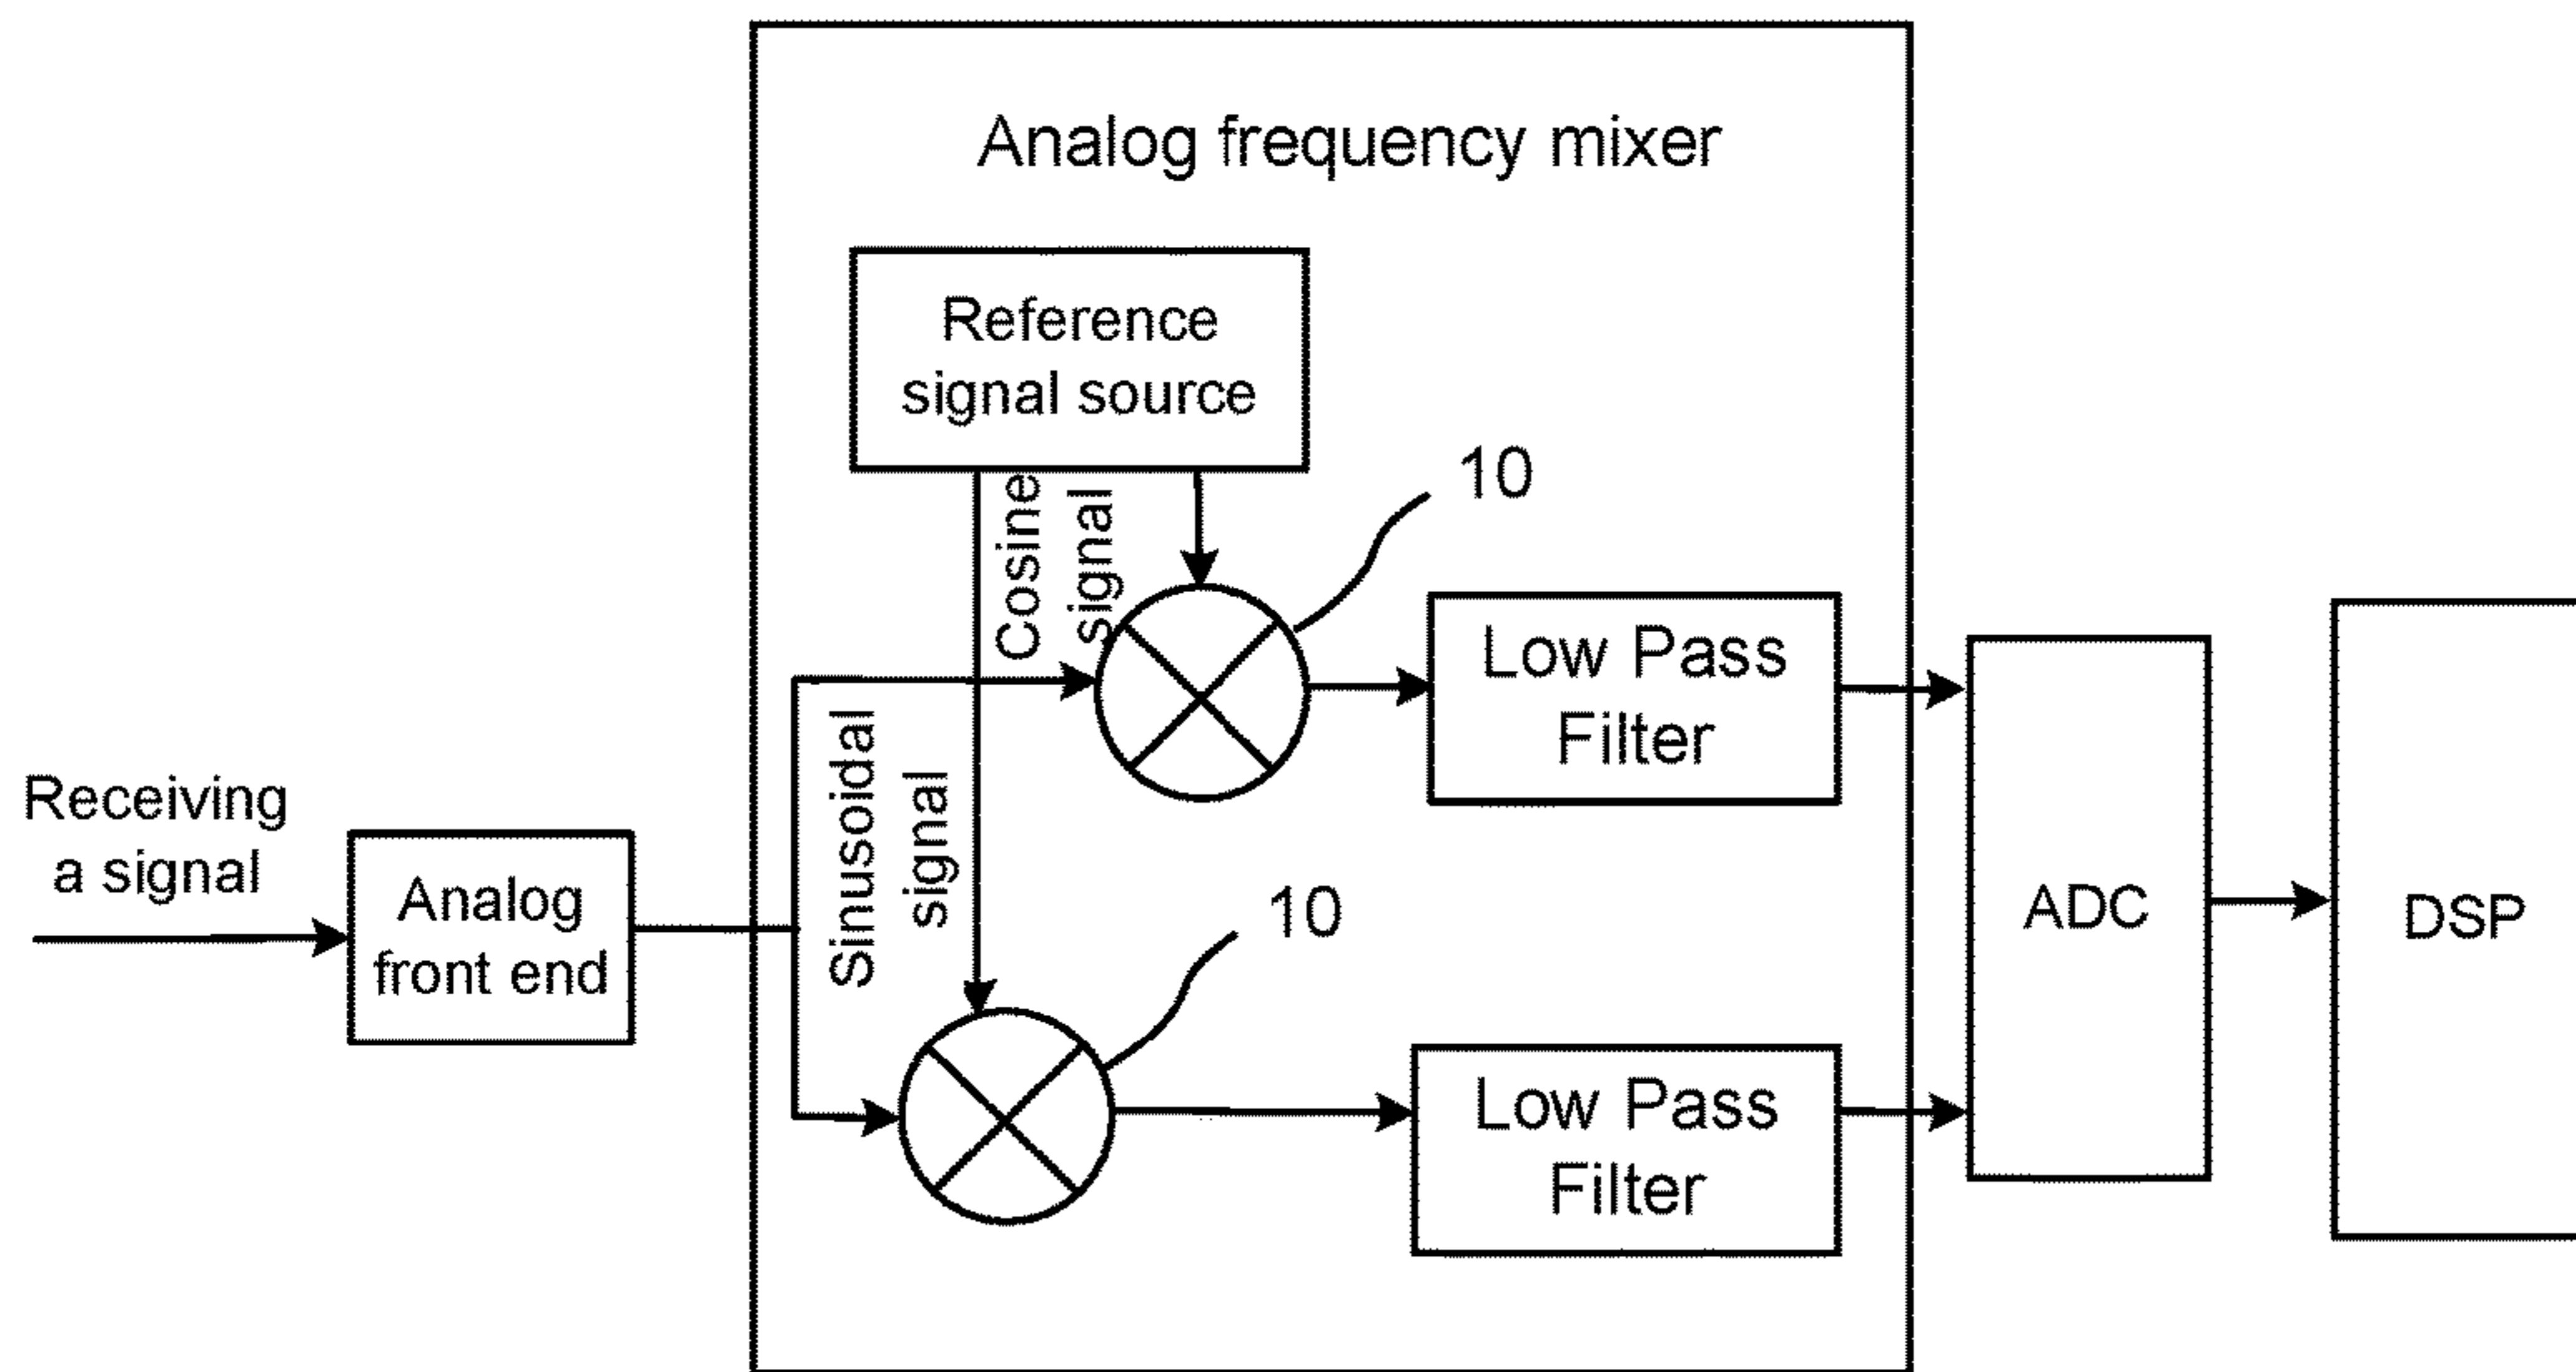 Analog frequency mixer
Reference
signal source
Cosine
signal
10
Low Pass
Filter
Sinusoidal
signal
Receiving
a signal
Analog
front end
10
Low Pass
Filter
ADC
DSP